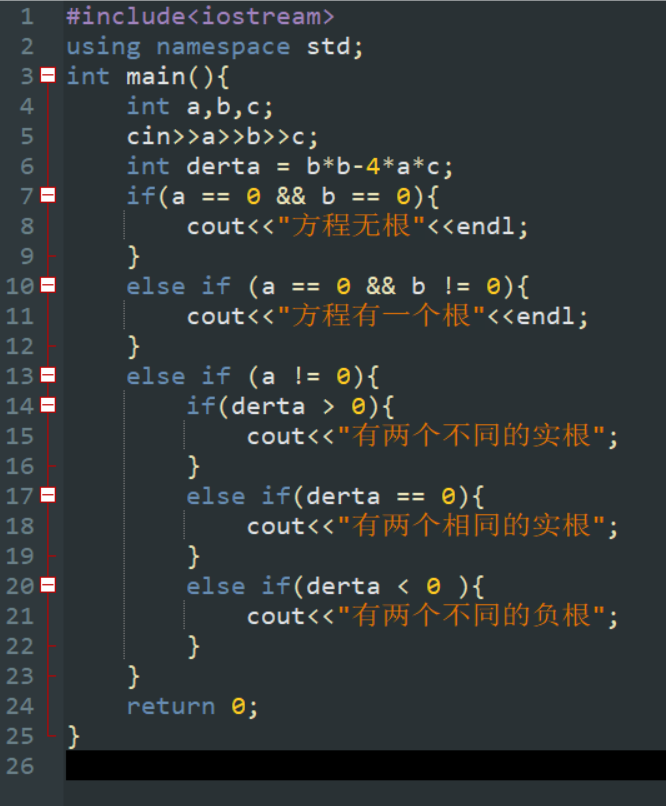 1 #include<iostream>
2 using namespace std;
3 int main(){
4 int a,b,c;
5 cin>>a>>b>>c;
6 int derta = b*b-4*a*c;
7 if(a == 0 && b == 0){
8 cout<<"方程无根"<<endl;
9 }
10 else if (a == 0 && b != 0){
11 cout<<"方程有一个根"<<endl;
12 }
13 else if (a != 0){
14 if(derta > 0){
15 cout<<"有两个不同的实根";
16 }
17 else if(derta == 0){
18 cout<<"有两个相同的实根";
19 }
20 else if(derta < 0 ){
21 cout<<"有两个不同的负根";
22 }
23 }
24 return 0;
25 }
26